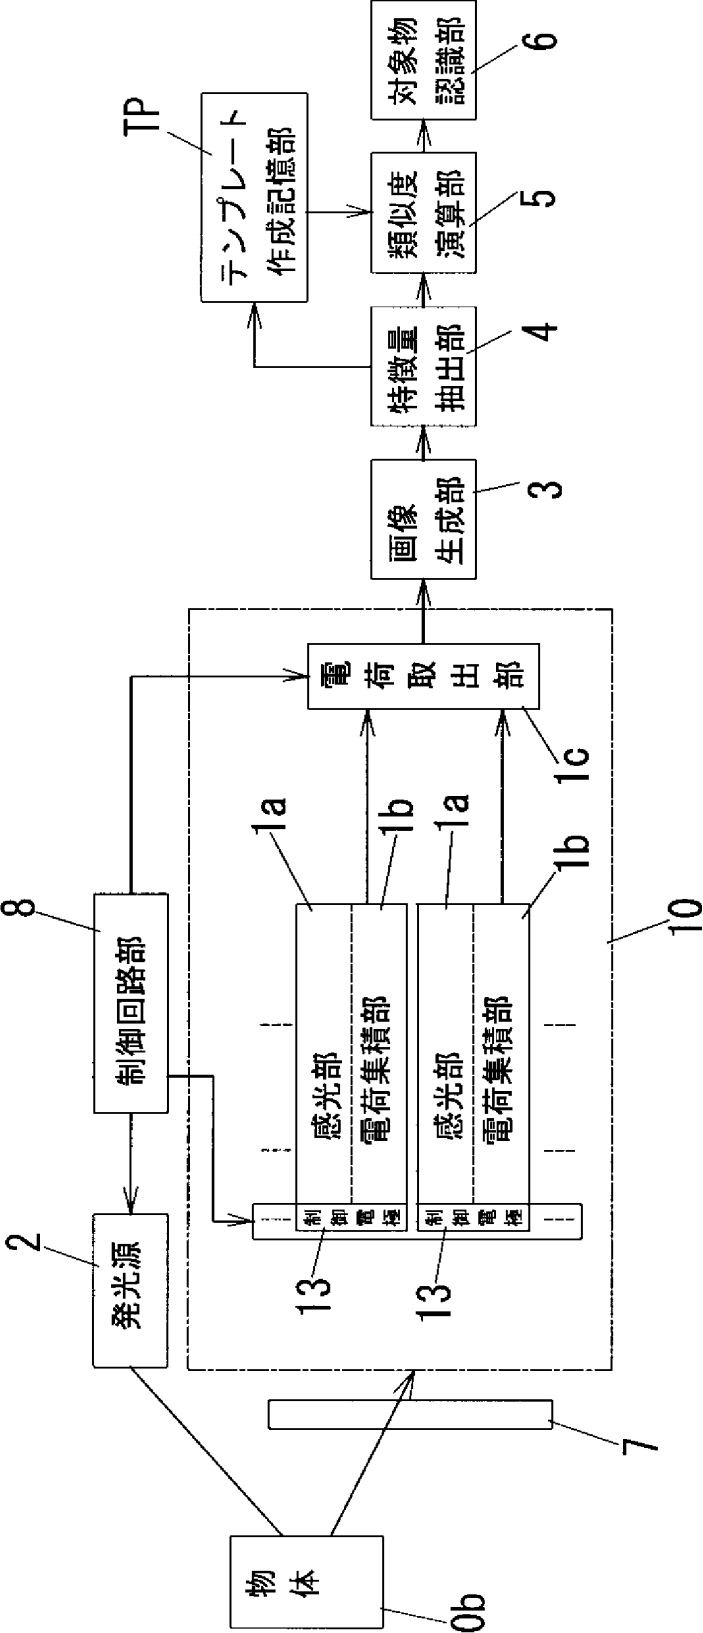 物体
Ob
7
発光源
2
制御回路部
8
制御電極
13
制御電極
13
感光部
1a
電荷集積部
1b
感光部
1a
電荷集積部
1b
10
電荷取出部
1c
画像
生成部
3
特徴量
抽出部
4
テンプレート
作成記憶部
TP
類似度
演算部
5
対象物
認識部
6